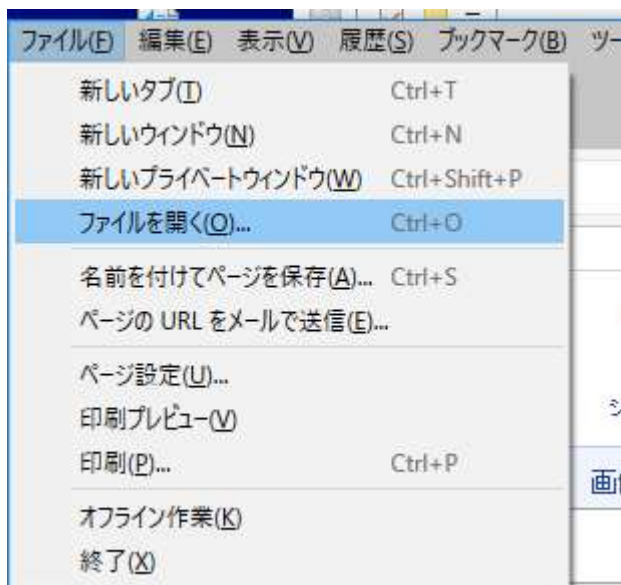 ファイル(F) 編集(E) 表示(V) 履歴(S) ブックマーク(B) ツー
新しいタブ(T) Ctrl+T
新しいウィンドウ(N) Ctrl+N
新しいプライベートウィンドウ(W) Ctrl+Shift+P
ファイルを開く(O)... Ctrl+O
名前を付けてページを保存(A)... Ctrl+S
ページの URL をメールで送信(E)...
ページ設定(U)...
印刷プレビュー(V)
印刷(P)... Ctrl+P
画
オフライン作業(K)
終了(X)